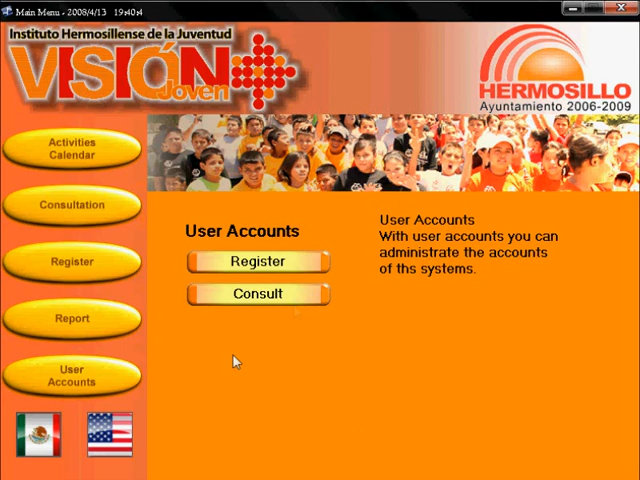 Main Menu - 2008/4/13 19:40:4
Instituto Hermosillense de la Juventud
VISIÓN
Joven
HERMOSILLO
Ayuntamiento 2006-2009
Activities
Calendar
Consultation
Register
Report
User
Accounts
User Accounts
Register
Consult
User Accounts
With user accounts you can
administrate the accounts
of ths systems.